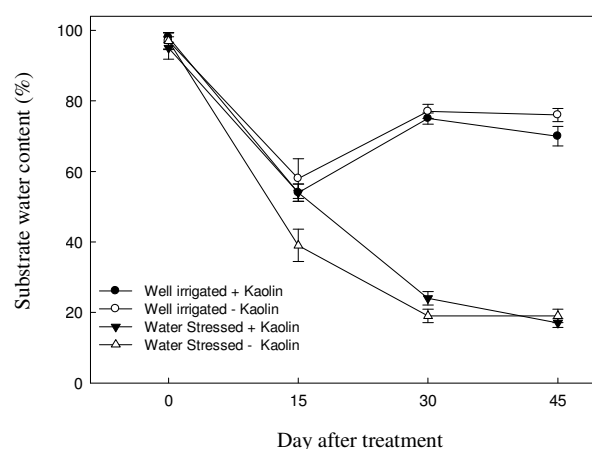 Substrate water content (%)
100
80
60
40
20
0
Well irrigated + Kaolin
Well irrigated - Kaolin
Water Stressed + Kaolin
Water Stressed - Kaolin
0 15 30 45
Day after treatment